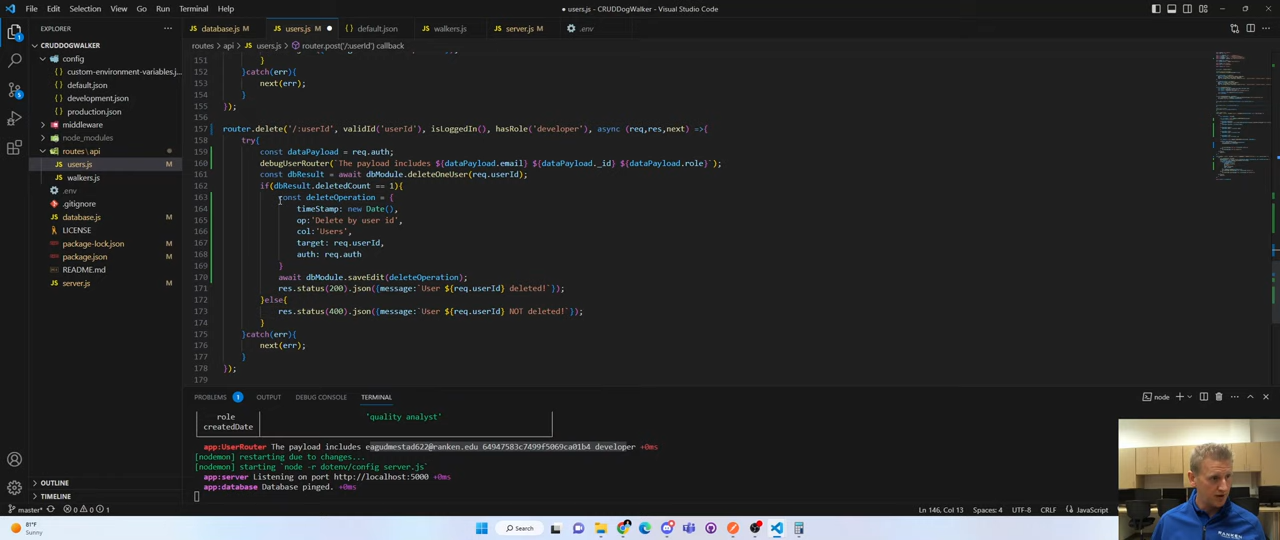 File Edit Selection View Go Run Terminal Help
users.js - CRUDDogWalker - Visual Studio Code
EXPLORER
CRUDDOGWALKER
config
custom-environment-variables.j...
default.json
development.json
production.json
middleware
node_modules
routes\api
users.js
walkers.js
.env
.gitignore
database.js M
LICENSE
package-lock.json M
package.json M
README.md
server.js M
OUTLINE
TIMELINE
database.js M users.js M default.json walkers.js server.js M .env
routes > api > users.js > router.post('/:userId') callback
151 }
152 }catch(err){
153 next(err);
154 }
155 });
156
157 router.delete('/:userId', validId('userId'), isLoggedIn(), hasRole('developer'), async (req,res,next) =>{
158 try{
159 const dataPayload = req.auth;
160 debugUserRouter(`The payload includes ${dataPayload.email} ${dataPayload._id} ${dataPayload.role}`);
161 const dbResult = await dbModule.deleteOneUser(req.userId);
162 if(dbResult.deletedCount == 1){
163 const deleteOperation = {
164 timeStamp: new Date(),
165 op:'Delete by user id',
166 col:'Users',
167 target: req.userId,
168 auth: req.auth
169 }
170 await dbModule.saveEdit(deleteOperation);
171 res.status(200).json({message:`User ${req.userId} deleted!`});
172 }else{
173 res.status(400).json({message:`User ${req.userId} NOT deleted!`});
174 }
175 }catch(err){
176 next(err);
177 }
178 });
179
PROBLEMS 1 OUTPUT DEBUG CONSOLE TERMINAL
node
role 'quality analyst'
createdDate
app:UserRouter The payload includes eagudmestad622@ranken.edu 64947583c7499f5069ca01b4 developer +0ms
[nodemon] restarting due to changes...
[nodemon] starting `node -r dotenv/config server.js`
app:server Listening on port http://localhost:5000 +0ms
app:database Database pinged. +0ms
master* 0 0 1
Ln 146, Col 13 Spaces: 4 UTF-8 CRLF JavaScript
81°F
Sunny
Search
RANKEN